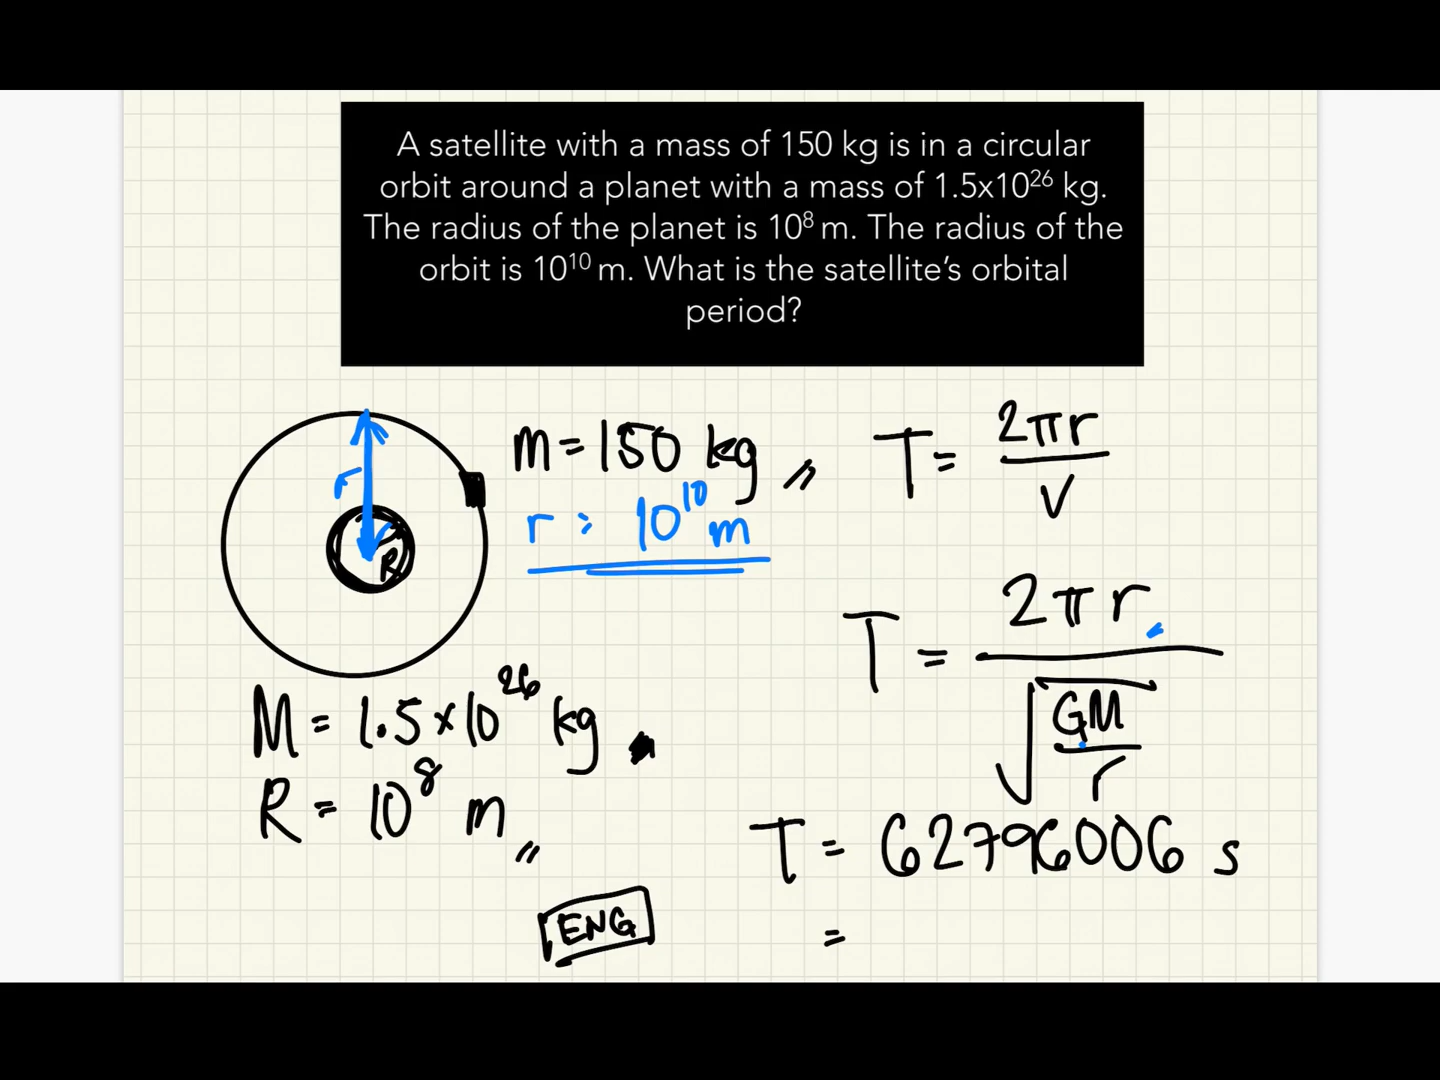 A satellite with a mass of 150 kg is in a circular
orbit around a planet with a mass of 1.5x10²⁶ kg.
The radius of the planet is 10⁸ m. The radius of the
orbit is 10¹⁰ m. What is the satellite's orbital
period?
r
R
m = 150 kg
r = 10¹⁰ m
M = 1.5 × 10²⁶ kg
R = 10⁸ m
ENG
T = 2πr / v
T = 2πr / √(GM / r)
T = 62796006 s
=